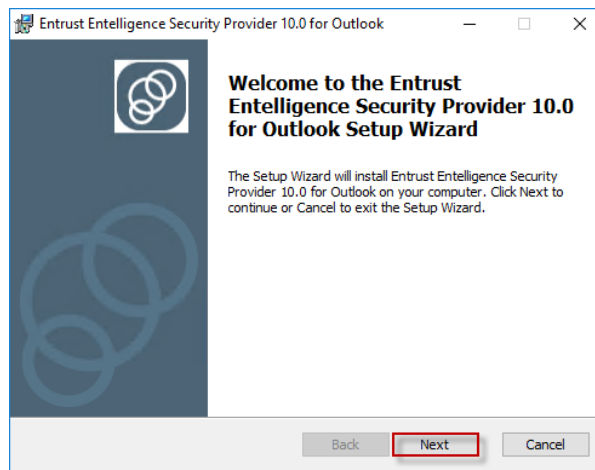 Entrust Entelligence Security Provider 10.0 for Outlook
Welcome to the Entrust
Entelligence Security Provider 10.0
for Outlook Setup Wizard
The Setup Wizard will install Entrust Entelligence Security
Provider 10.0 for Outlook on your computer. Click Next to
continue or Cancel to exit the Setup Wizard.
Back Next Cancel